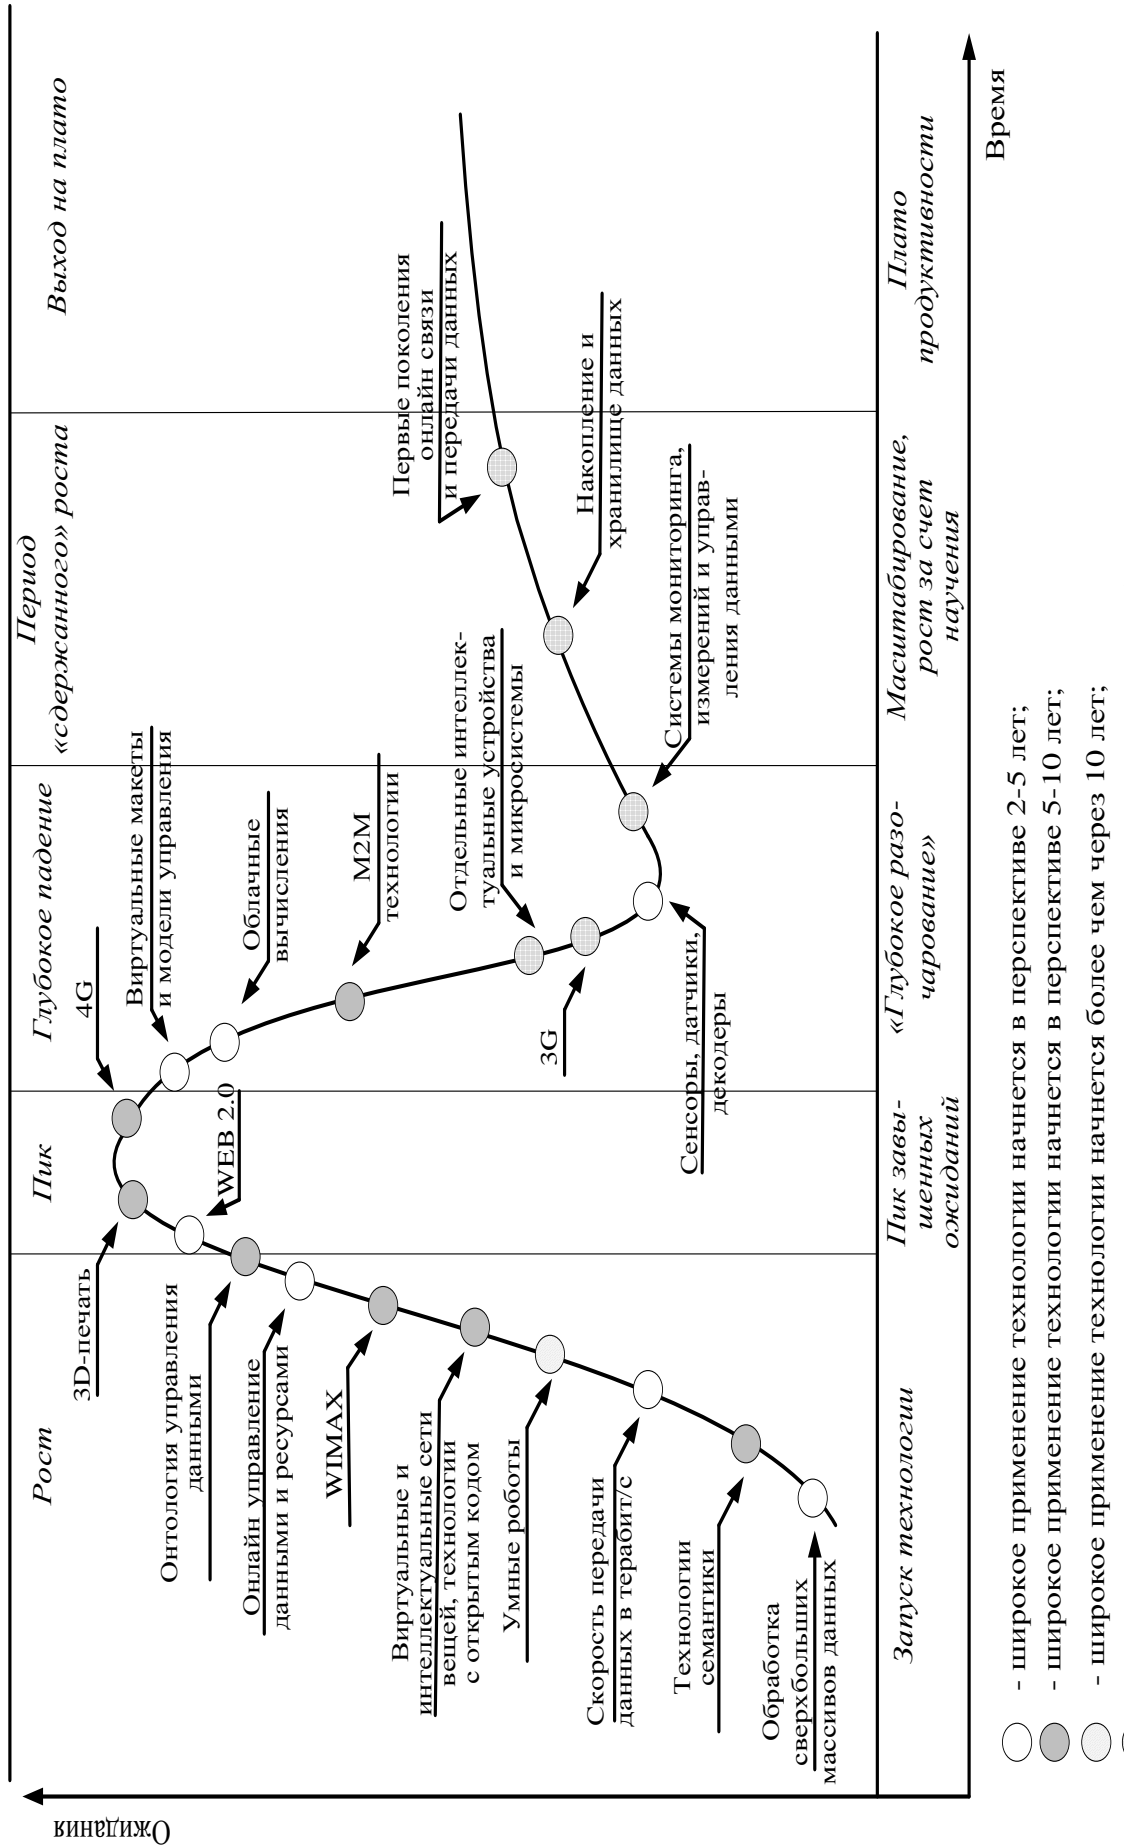 Ожидания
Рост
Пик
Глубокое падение
Период
«сдержанного» роста
Выход на плато
3D-печать
4G
Онтология управления
данными
Онлайн управление
данными и ресурсами
WEB 2.0
WIMAX
Виртуальные и
интеллектуальные сети
вещей, технологии
с открытым кодом
Умные роботы
Скорость передачи
данных в терабит/с
Технологии
семантики
Обработка
сверхбольших
массивов данных
Виртуальные макеты
и модели управления
Облачные
вычисления
M2M
технологии
Отдельные интеллек-
туальные устройства
и микросистемы
3G
Сенсоры, датчики,
декодеры
Системы мониторинга,
измерений и управ-
ления данными
Накопление и
хранилище данных
Первые поколения
онлайн связи
и передачи данных
Запуск технологии
Пик завы-
шенных
ожиданий
«Глубокое разо-
чарование»
Масштабирование,
рост за счет
научения
Плато
продуктивности
Время
- широкое применение технологии начнется в перспективе 2-5 лет;
- широкое применение технологии начнется в перспективе 5-10 лет;
- широкое применение технологии начнется более чем через 10 лет;